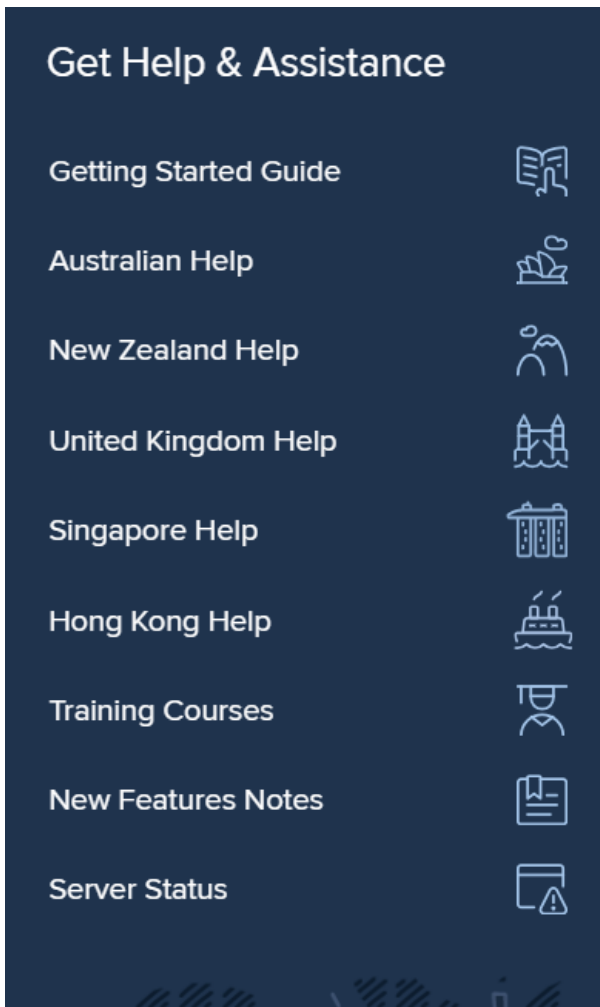 Get Help & Assistance
Getting Started Guide
Australian Help
New Zealand Help
United Kingdom Help
Singapore Help
Hong Kong Help
Training Courses
New Features Notes
Server Status